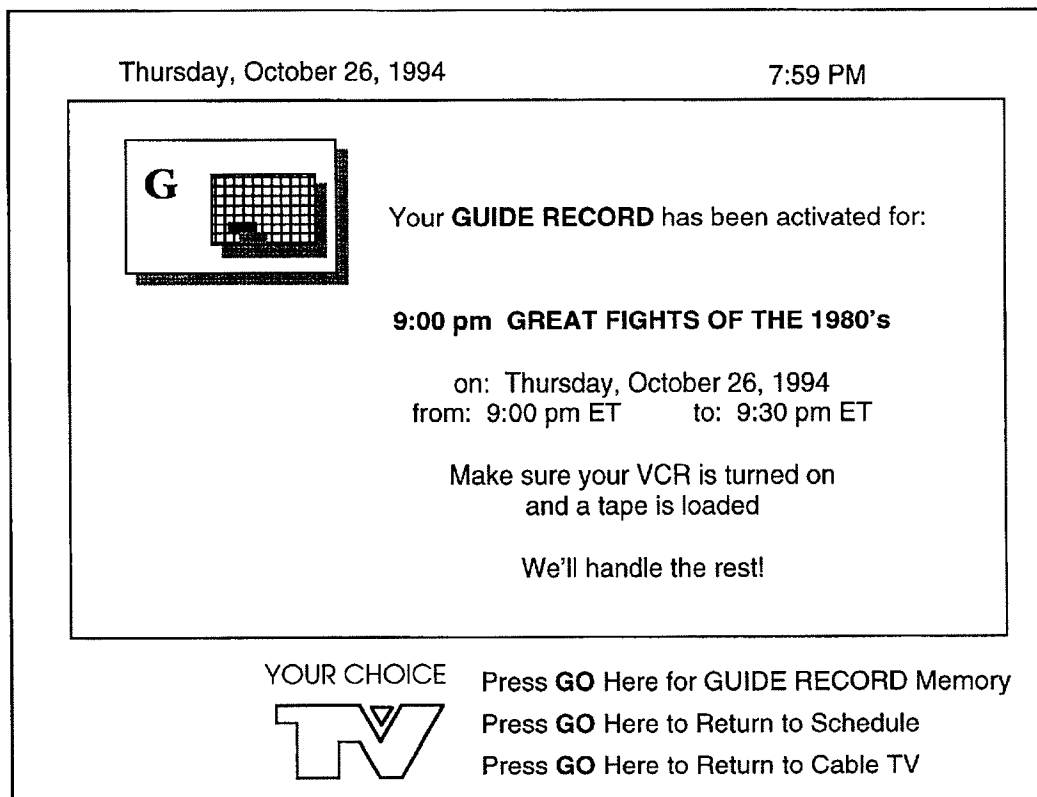 Thursday, October 26, 1994 7:59 PM
G
Your GUIDE RECORD has been activated for:
9:00 pm GREAT FIGHTS OF THE 1980's
on: Thursday, October 26, 1994
from: 9:00 pm ET to: 9:30 pm ET
Make sure your VCR is turned on
and a tape is loaded
We'll handle the rest!
YOUR CHOICE
TV
Press GO Here for GUIDE RECORD Memory
Press GO Here to Return to Schedule
Press GO Here to Return to Cable TV